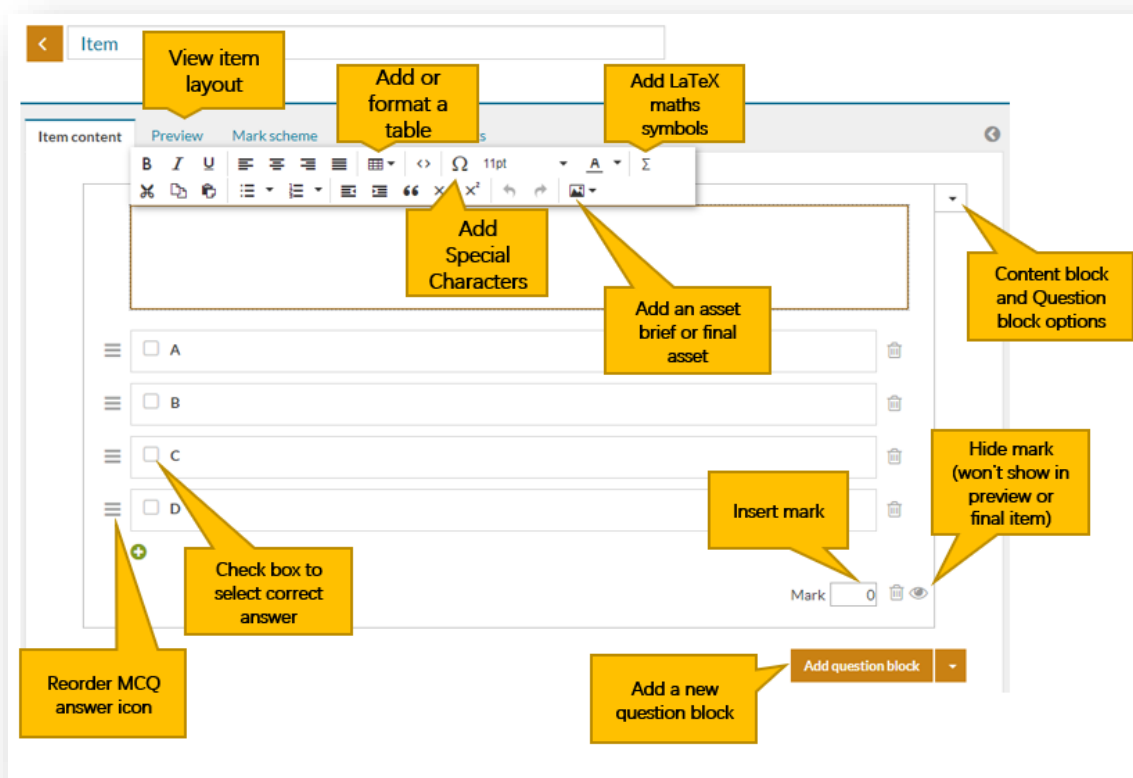 Item
View item
layout
Add or
format a
table
Add LaTeX
maths
symbols
Item content
Preview
Mark scheme
s
B I U
<> Ω 11pt A Σ
X²
Add
Special
Characters
Content block
and Question
block options
Add an asset
brief or final
asset
A
B
C
D
Hide mark
(won't show in
preview or
final item)
Insert mark
Check box to
select correct
answer
Mark 0
Reorder MCQ
answer icon
Add question block
Add a new
question block